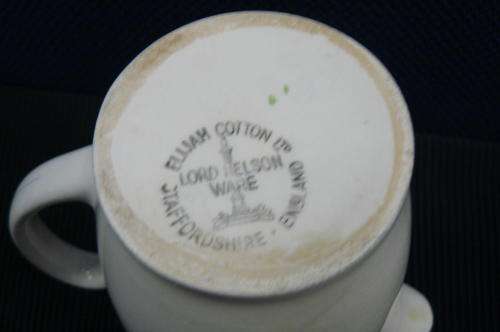 ELIJAH COTTON LTD
LORD NELSON
WARE
STAFFORDSHIRE · ENGLAND